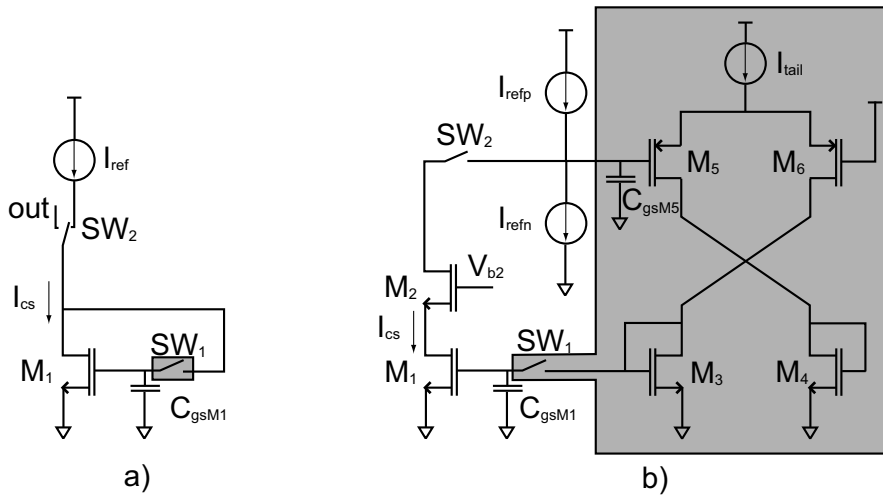 I_ref
out
SW_2
I_cs
SW_1
M_1
C_gsM1
a)
I_refp
I_tail
SW_2
M_5
M_6
C_gsM5
I_refn
V_b2
M_2
I_cs
SW_1
M_1
M_3
M_4
C_gsM1
b)